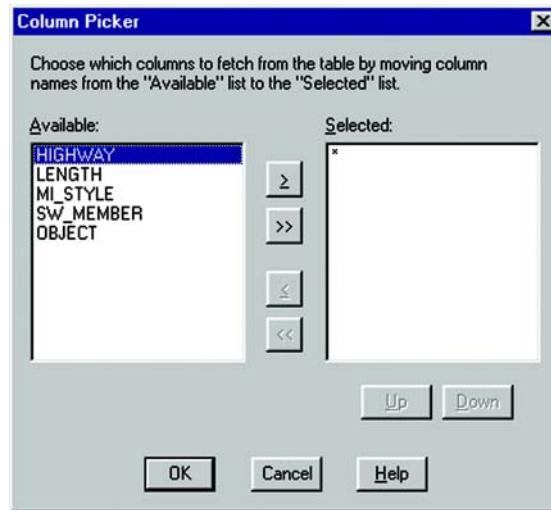 Column Picker
Choose which columns to fetch from the table by moving column
names from the "Available" list to the "Selected" list.
Available:
Selected:
HIGHWAY
LENGTH
MI_STYLE
SW_MEMBER
OBJECT
>
>>
<
<<
*
Up
Down
OK
Cancel
Help